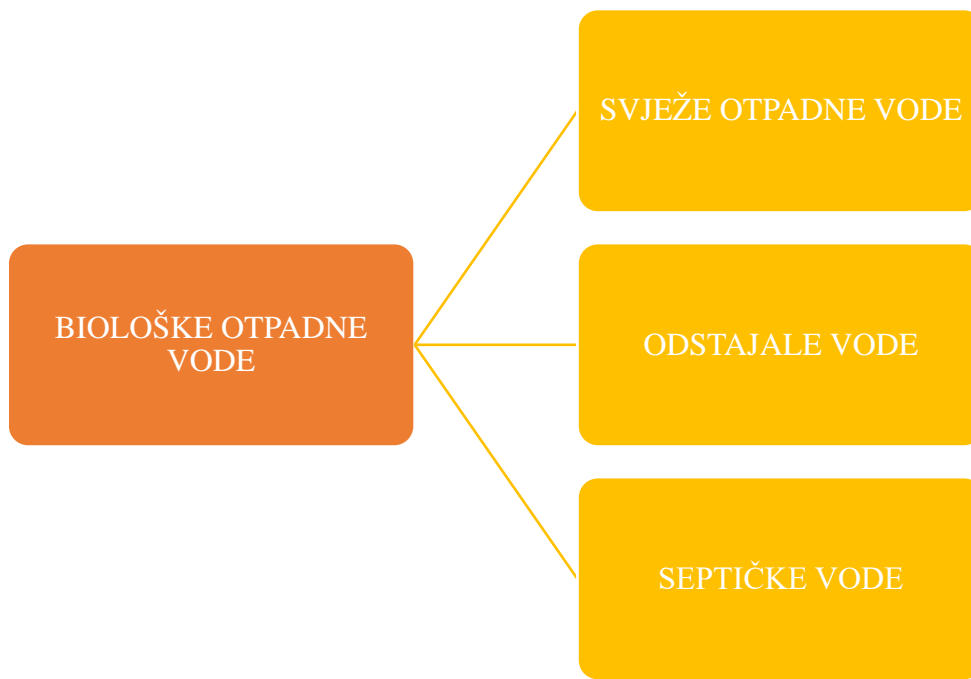 SVJEŽE OTPADNE VODE
BIOLOŠKE OTPADNE
VODE
ODSTAJALE VODE
SEPTIČKE VODE